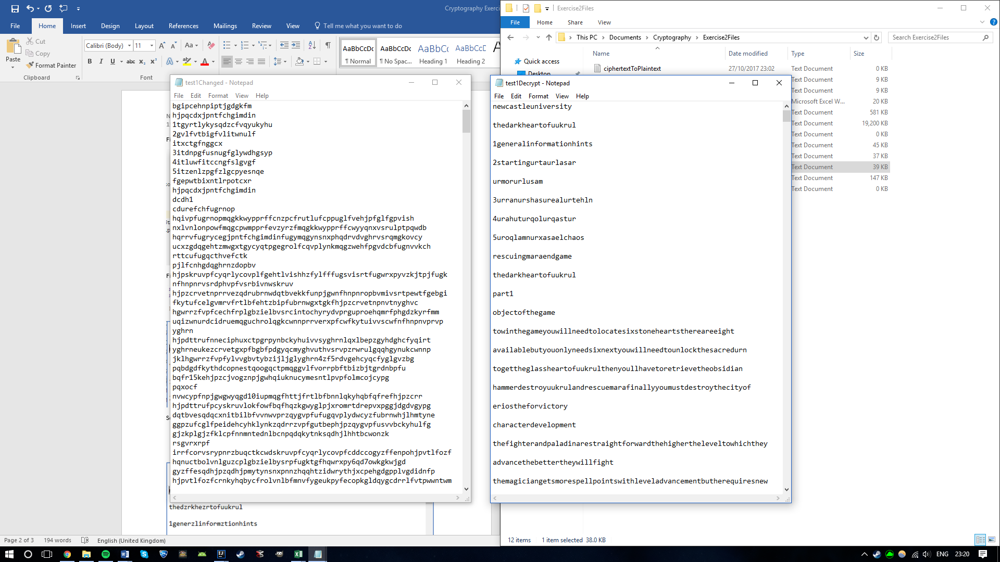 Cryptography Exerci
File Home Insert Design Layout References Mailings Review View Tell me what you want to do
Paste
Cut
Copy
Format Painter
Clipboard
Calibri (Body) 11
Font
AaBbCcDc
¶ Normal
AaBbCcDc
¶ No Spac...
AaBbCc
Heading 1
AaBbCcD
Heading 2
Exercise2Files
File Home Share View
This PC > Documents > Cryptography > Exercise2Files
Search Exercise2Files
Name Date modified Type Size
Quick access
Desktop
ciphertextToPlaintext 27/10/2017 23:02 Text Document 0 KB
Text Document 9 KB
Text Document 9 KB
Microsoft Excel W... 20 KB
Text Document 581 KB
Text Document 19,200 KB
Text Document 0 KB
Text Document 45 KB
Text Document 37 KB
Text Document 39 KB
Text Document 147 KB
Text Document 0 KB
12 items 1 item selected 38.0 KB
test1Changed - Notepad
File Edit Format View Help
bgipcehnpiptjgdgkfm
hjpqcdxjpntfchgimdin
1tgyrtlykysqdzcfvqyukyhu
2gvlfvtbigfvlitwnulf
itxctgfnggcx
3itdnpgfusnugfglywdhgsyp
4itluwfitccngfslgvgf
5itzenlzpgfzlgcpyesnqe
fgepwtbixntlrpotcxr
hjpqcdxjpntfchgimdin
dcdh1
cdurefchfugrnop
hqivpfugrnopmqgkkwypprffcnzpcfrutlufcppuglfvehjpfglfgpvish
nxlvnlonpowfmqgcpwmpprfevzyrzfmqgkkwypprffcwyyqnxvsrulptpqwdb
hqrrvfugrycegjpntfchgimdinfugymqgynsnxphqdrvdvghrvsrqmgkovcy
ucxzgdqgehtzmwgxtgycyqtpgegrolfcqvplynkmqgzwehfpgvdcbfugnvvkch
rttcufugqcthvefctk
pjlfcnhgdqghrnzdopbv
hjpskruvpfcyqrlycovplfgehtlvishhzfylfffugsvisrtfugwrxpyvzkjtpjfugk
nfhnpnrvsrdphvpfvsrbivnwskruv
hjpzcrvetnprrvezqdrubrnwdqtbvekkfunpjgwnfhnpnropbvmivsrtpewtfgebgi
fkytufcelgvmrvfrtlbfehtzbipfubrnwgxtgkfhjpzcrvetnpnvtnyghvc
hgwrrzfvpfcechfrplgbzielbvsrcintochyrydvprguproehqmrfphgdzkyrfmm
uqizwnurdcidruemqguchrolqgkcwnnprrverxpfcwfkytuivvscwfnfhnpnvprvp
yghrn
hjpdttrufnneciphuxctpgrpynbckyhuivvsyghrnlqxlbepzgyhdghcfyqirt
yghrneukezcrvetgxpfbgbfpdgyqcmyghvuthvsrvpzrwrulgqqhgynukcwnnp
jklhgwrrzfvpfylvvgbvtybzijljglyghrn4zf5rdvgehcyqcfyglgvzbg
pqbdgdfkythdcopnestqoogqctpmqggvlfvorrpbftbizbjtgrdnbpfu
bqfr15kehjpzcjvogznpjgwhqiuknucymesntlpvpfolmcojcypg
pqxocf
nvwcypfnpjgwgwyqgd10iupmqgfhttjfrtlbfbnnlqkyhqbfqfrefhjpzcrr
hjpdttrufpcyskruvlokfowfbqfhqzkgwyglpjxromrtdrepvxpggjdgdvgypg
dqtbvesqdqcxnitbilbfvvnwvprzqygvpfufugqvplydwcyzfubrnwhjlhmtyne
ggpzufcglfpeidehcyhklynkzqdrrzvpfgutbephjpzqygvpfusvvbckyhulfg
gjzkplgjzfklcpfnnmntednlbcnpqdqkytnksqdhjlhhtbcwonzk
rsgvrxrpf
irrfcorvsrypnrzbuqctkcwdskruvpfcyqrlycovpfcddccogyzffenpohjpvtlfozf
hqnuctbolvnlguzcplgbzielbysrpfugktgfhqwrxpy6qd7owkgkwjgd
gyzffesqdhjpzqdhjpmytynsnxpnnzhqqhtzidwrythjxcpehgdgpplvgdidnfp
hjpvtlfozfcrnkyhqbycfrolvnlbfmnvfygeukpyfecopkgldqygcdrrlfvtpwwntwm
test1Decrypt - Notepad
File Edit Format View Help
newcastleuniversity
thedarkheartofuukrul
1generalinformationhints
2startingurtaurlasar
urmorurlusam
3urranurshasurealurtehln
4urahuturqolurqastur
5uroqlamnurxasaelchaos
rescuingmaraendgame
thedarkheartofuukrul
part1
objectofthegame
towinthegameyouwillneedtolocatesixstoneheartsthereareeight
availablebutyouonlyneedsixnextyouwillneedtounlockthesacredurn
togettheglassheartofuukrulthenyoullhavetoretrievetheobsidian
hammerdestroyuukrulandrescuemarafinallyyoumustdestroythecityof
eriostheforvictory
characterdevelopment
thefighterandpaladinarestraightforwardthehigherthelevelto​whichthey
advancethebettertheywillfight
themagiciangetsmorespellpointswithleveladvancementbutherequiresnew
thedzrkhezrtofuukrul
1generzlinformztionhints
Page 2 of 3 194 words English (United Kingdom)
ENG 23:20